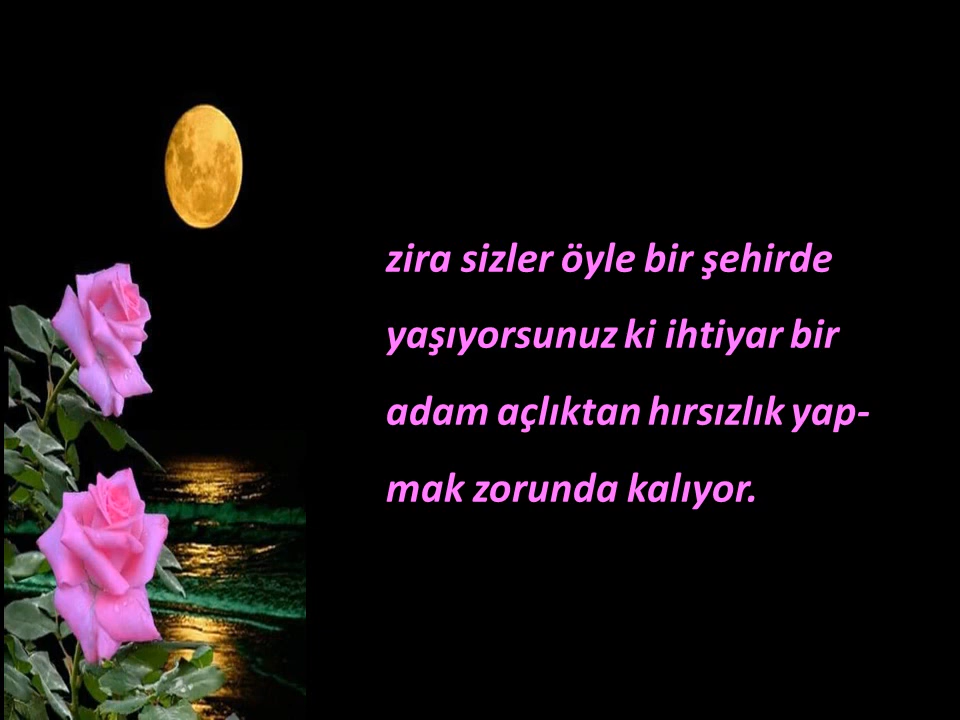 zira sizler öyle bir şehirde
yaşıyorsunuz ki ihtiyar bir
adam açlıktan hırsızlık yap-
mak zorunda kalıyor.